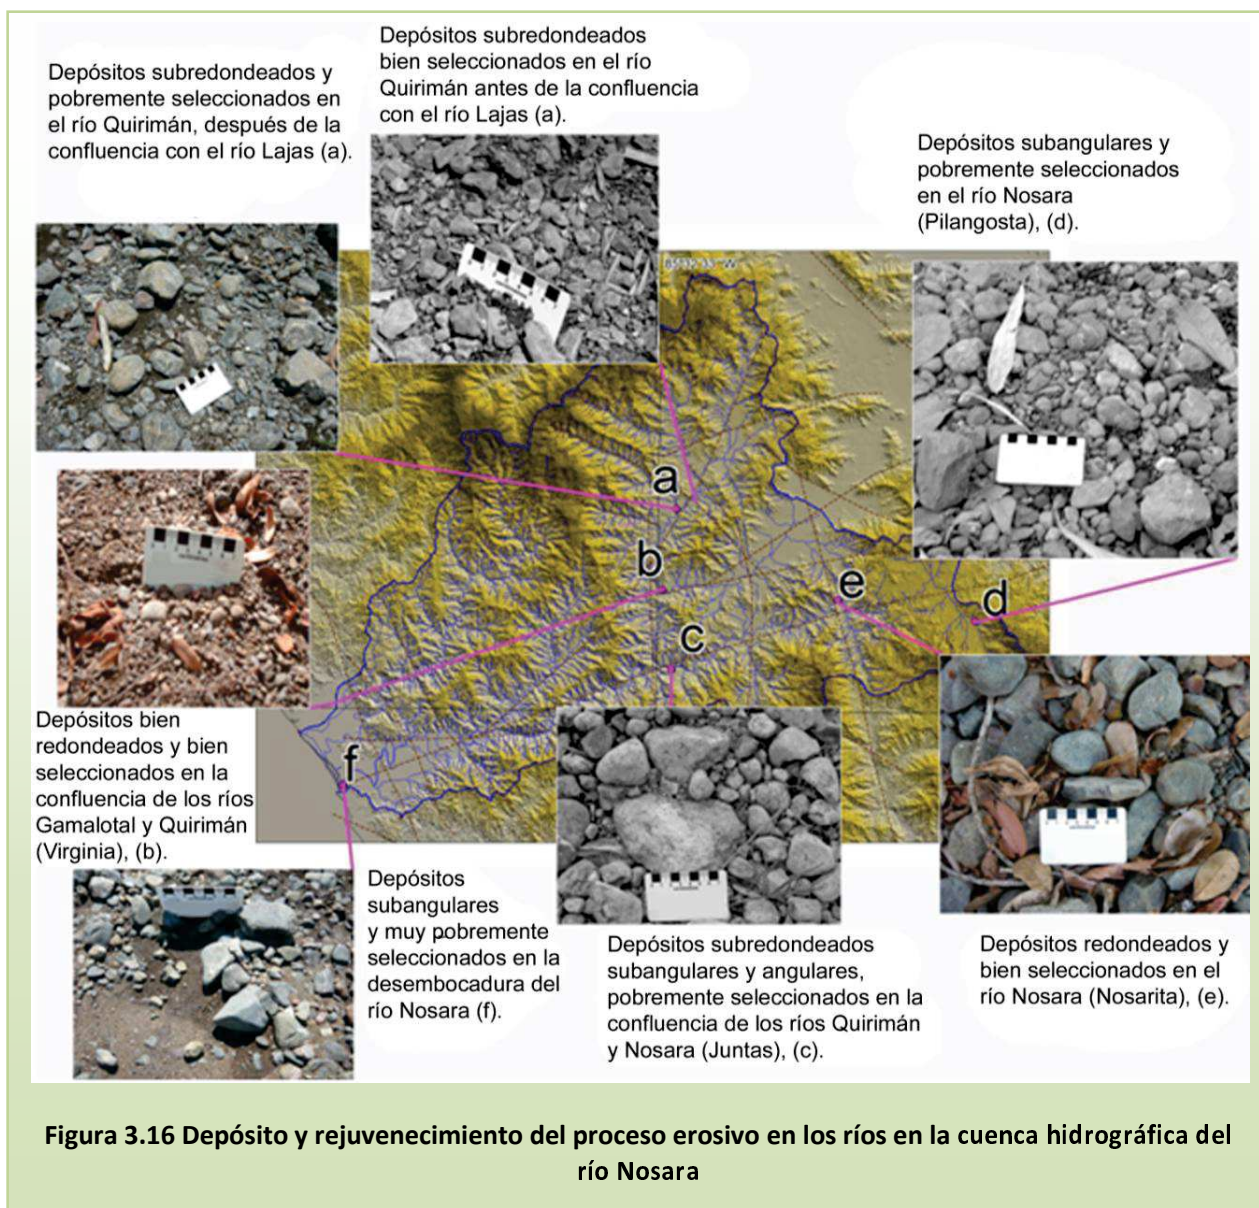 Depósitos subredondeados y
pobremente seleccionados en
el río Quirimán, después de la
confluencia con el río Lajas (a).
Depósitos subredondeados
bien seleccionados en el río
Quirimán antes de la confluencia
con el río Lajas (a).
Depósitos subangulares y
pobremente seleccionados
en el río Nosara
(Pilangosta), (d).
a
b
c
d
e
f
Depósitos bien
redondeados y bien
seleccionados en la
confluencia de los ríos
Gamalotal y Quirimán
(Virginia), (b).
Depósitos
subangulares
y muy pobremente
seleccionados en la
desembocadura del
río Nosara (f).
Depósitos subredondeados
subangulares y angulares,
pobremente seleccionados en la
confluencia de los ríos Quirimán
y Nosara (Juntas), (c).
Depósitos redondeados y
bien seleccionados en el
río Nosara (Nosarita), (e).
Figura 3.16 Depósito y rejuvenecimiento del proceso erosivo en los ríos en la cuenca hidrográfica del
río Nosara